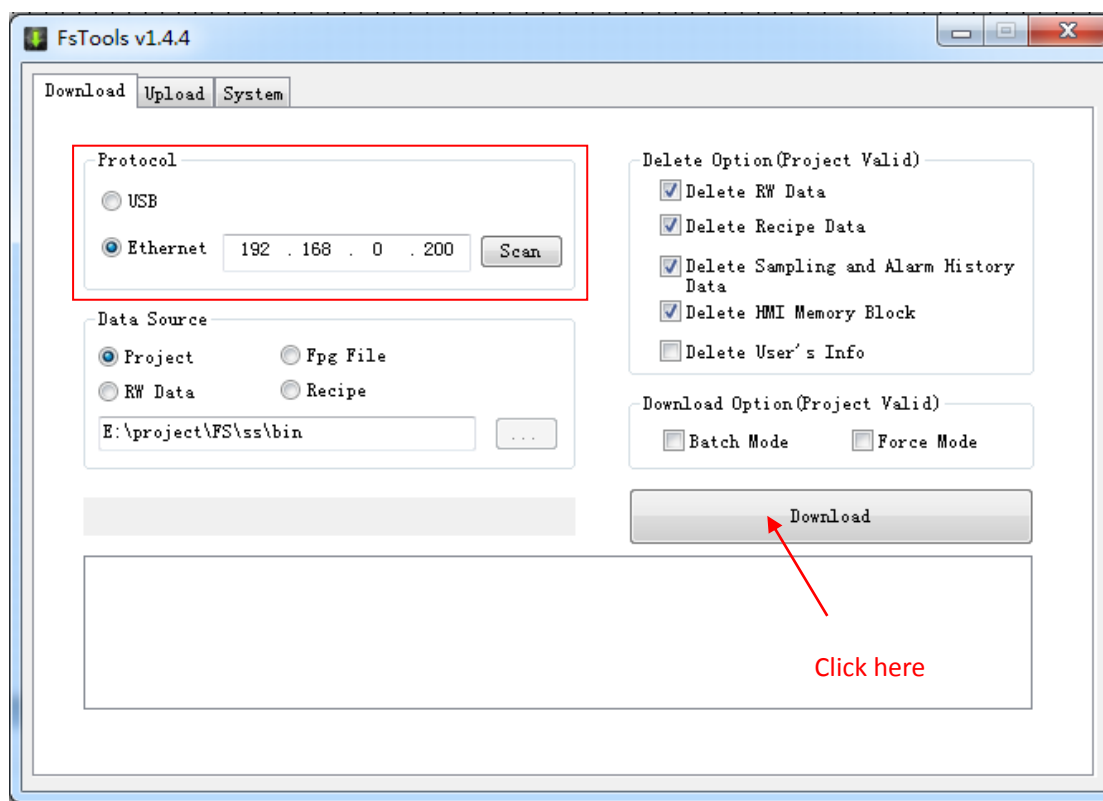 FsTools v1.4.4
Download Upload System
Protocol
USB
Ethernet 192 . 168 . 0 . 200 Scan
Data Source
Project Fpg File
RW Data Recipe
E:\project\FS\ss\bin ...
Delete Option(Project Valid)
Delete RW Data
Delete Recipe Data
Delete Sampling and Alarm History
Data
Delete HMI Memory Block
Delete User's Info
Download Option(Project Valid)
Batch Mode Force Mode
Download
Click here